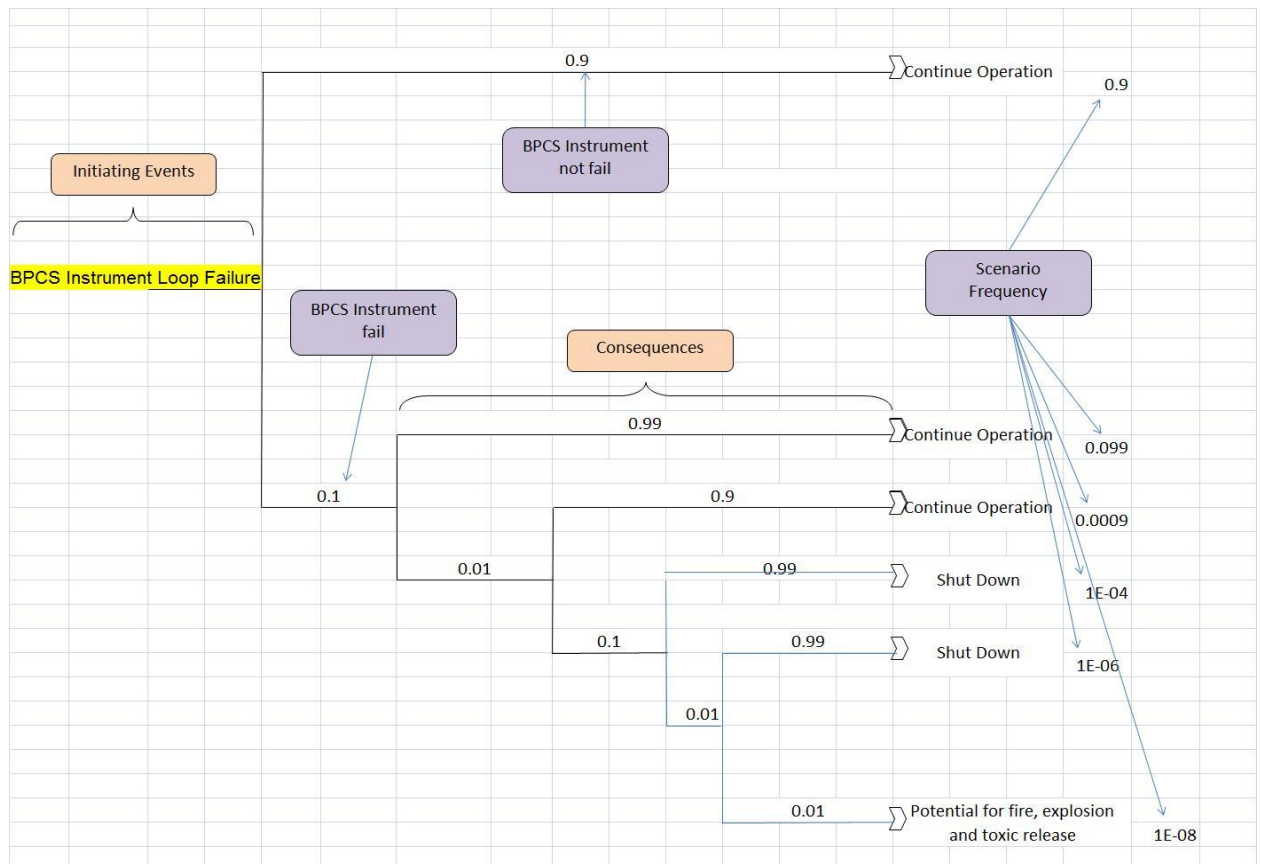 0.9
Continue Operation
0.9
BPCS Instrument
not fail
Initiating Events
BPCS Instrument Loop Failure
Scenario
Frequency
BPCS Instrument
fail
Consequences
0.99
Continue Operation
0.099
0.1
0.9
Continue Operation
0.0009
0.01
0.99
Shut Down
1E-04
0.1
0.99
Shut Down
1E-06
0.01
0.01
Potential for fire, explosion
and toxic release
1E-08